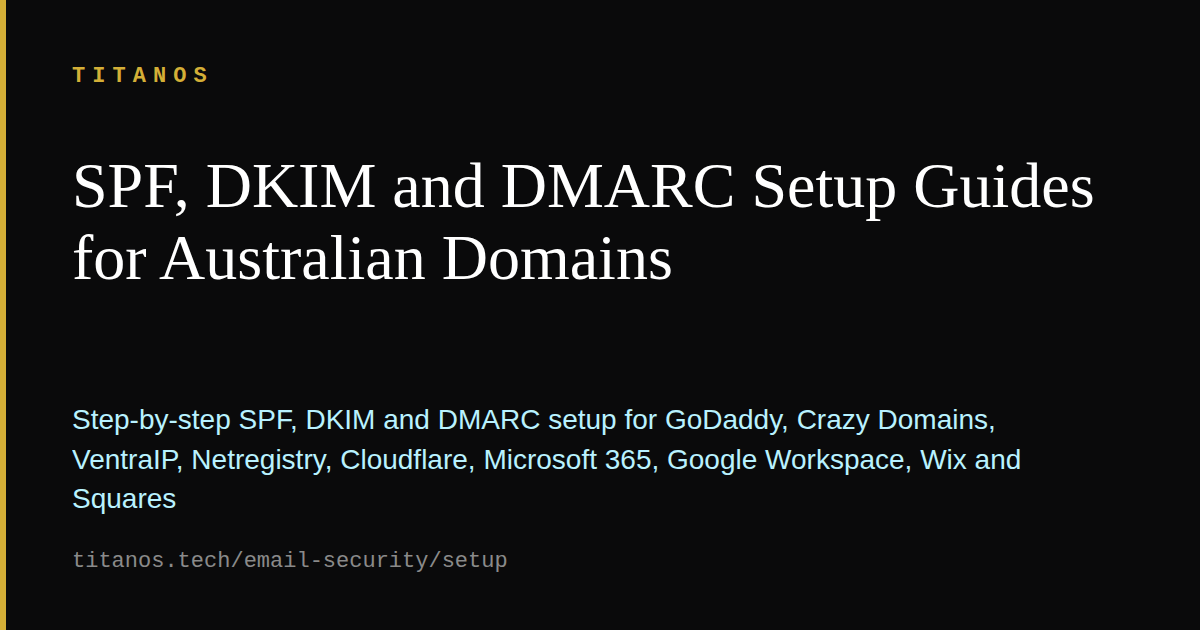 TITANOS
SPF, DKIM and DMARC Setup Guides
for Australian Domains
Step-by-step SPF, DKIM and DMARC setup for GoDaddy, Crazy Domains,
VentraIP, Netregistry, Cloudflare, Microsoft 365, Google Workspace, Wix and
Squares
titanos.tech/email-security/setup